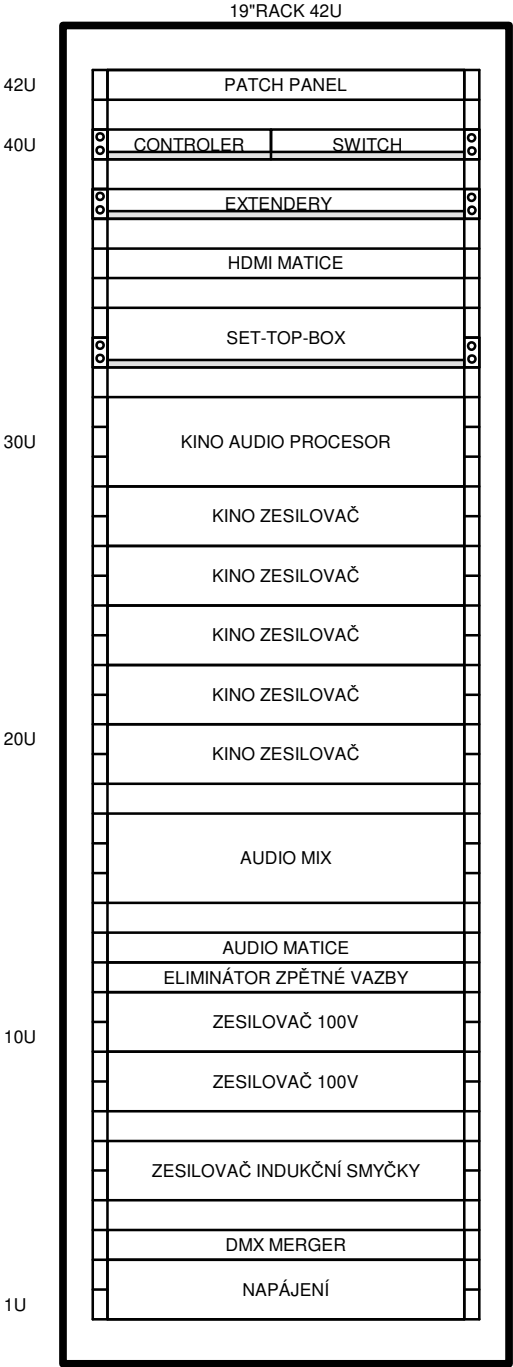 19"RACK 42U
42U
PATCH PANEL
40U
CONTROLER
SWITCH
EXTENDERY
HDMI MATICE
SET-TOP-BOX
30U
KINO AUDIO PROCESOR
KINO ZESILOVAČ
KINO ZESILOVAČ
KINO ZESILOVAČ
KINO ZESILOVAČ
20U
KINO ZESILOVAČ
AUDIO MIX
AUDIO MATICE
ELIMINÁTOR ZPĚTNÉ VAZBY
ZESILOVAČ 100V
10U
ZESILOVAČ 100V
ZESILOVAČ INDUKČNÍ SMYČKY
DMX MERGER
NAPÁJENÍ
1U